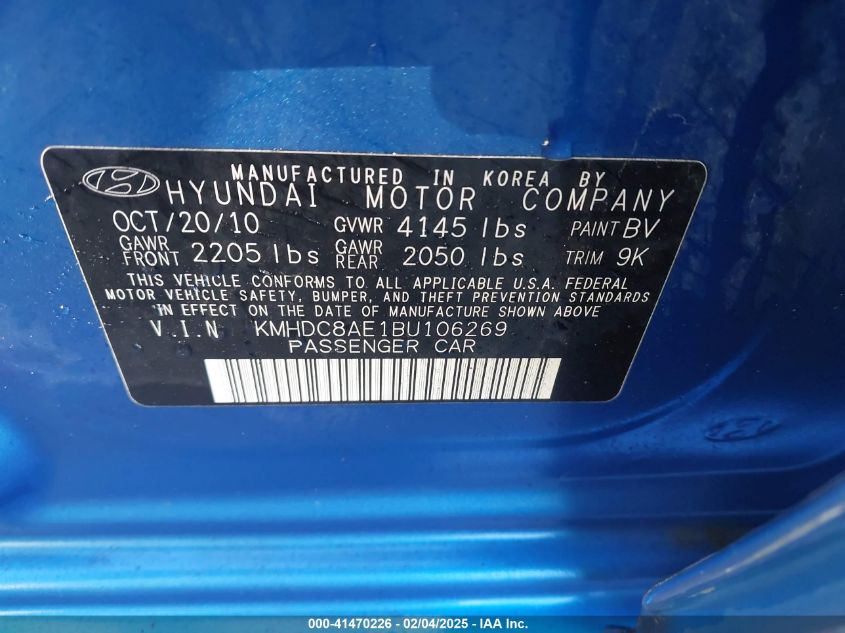 MANUFACTURED IN KOREA BY
HYUNDAI MOTOR COMPANY
OCT/20/10 GVWR 4145 lbs PAINT BV
GAWR FRONT 2205 lbs GAWR REAR 2050 lbs TRIM 9K
THIS VEHICLE CONFORMS TO ALL APPLICABLE U.S.A. FEDERAL
MOTOR VEHICLE SAFETY, BUMPER, AND THEFT PREVENTION STANDARDS
IN EFFECT ON THE DATE OF MANUFACTURE SHOWN ABOVE
V.I.N KMHDC8AE1BU106269
PASSENGER CAR
000-41470226 - 02/04/2025 - IAA Inc.